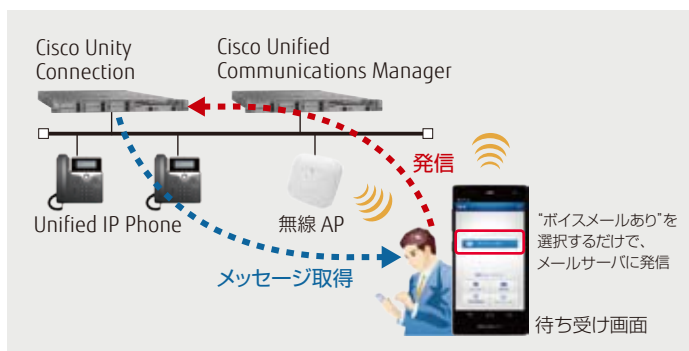 Cisco Unity
Connection
Cisco Unified
Communications Manager
発信
Unified IP Phone
無線 AP
メッセージ取得
“ボイスメールあり”を
選択するだけで、
メールサーバに発信
待ち受け画面